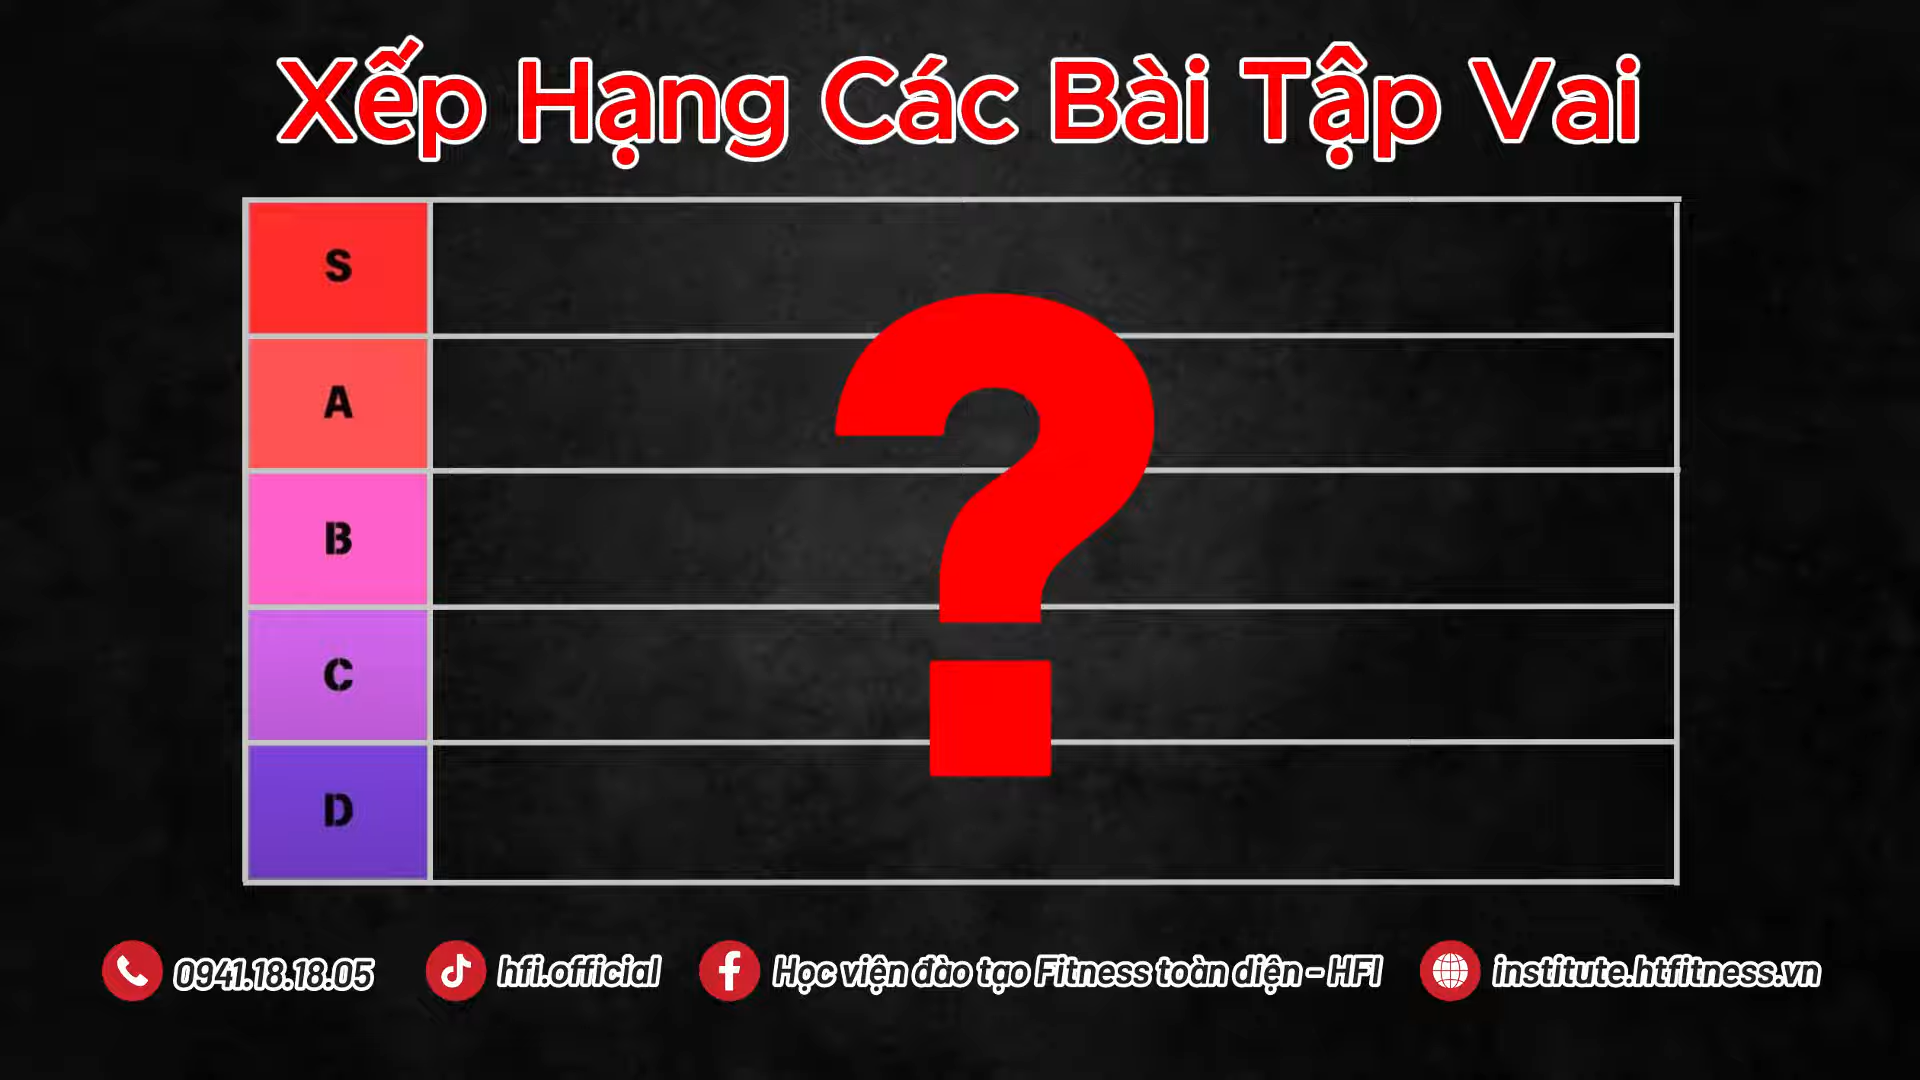 Xếp Hạng Các Bài Tập Vai
S
A
B
C
D
?
0941.18.18.05
hfi.official
Học viện đào tạo Fitness toàn diện - HFI
institute.htfitness.vn